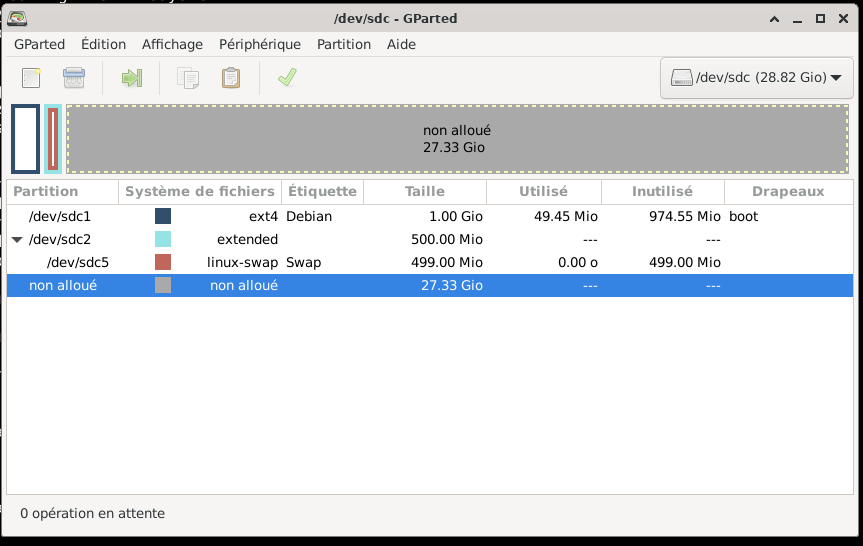 /dev/sdc - GParted
GParted Édition Affichage Périphérique Partition Aide
/dev/sdc (28.82 Gio)
non alloué
27.33 Gio
Partition Système de fichiers Étiquette Taille Utilisé Inutilisé Drapeaux
/dev/sdc1 ext4 Debian 1.00 Gio 49.45 Mio 974.55 Mio boot
/dev/sdc2 extended 500.00 Mio --- ---
/dev/sdc5 linux-swap Swap 499.00 Mio 0.00 o 499.00 Mio
non alloué non alloué 27.33 Gio --- ---
0 opération en attente